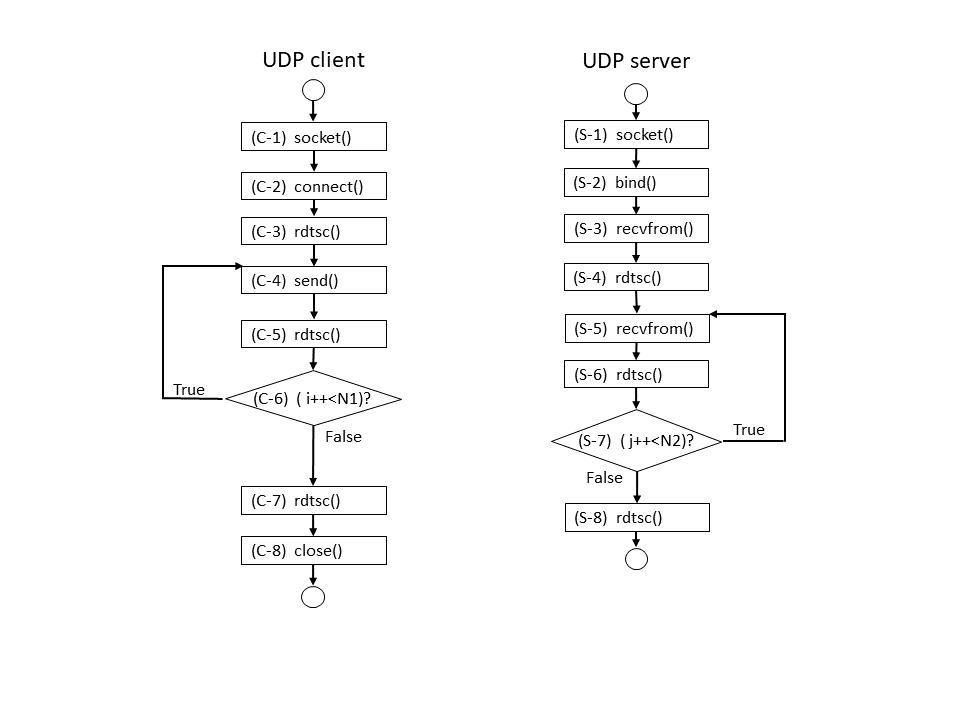 UDP client
(C-1) socket()
(C-2) connect()
(C-3) rdtsc()
(C-4) send()
(C-5) rdtsc()
True
(C-6) ( i++<N1)?
False
(C-7) rdtsc()
(C-8) close()
UDP server
(S-1) socket()
(S-2) bind()
(S-3) recvfrom()
(S-4) rdtsc()
(S-5) recvfrom()
(S-6) rdtsc()
(S-7) ( j++<N2)?
True
False
(S-8) rdtsc()